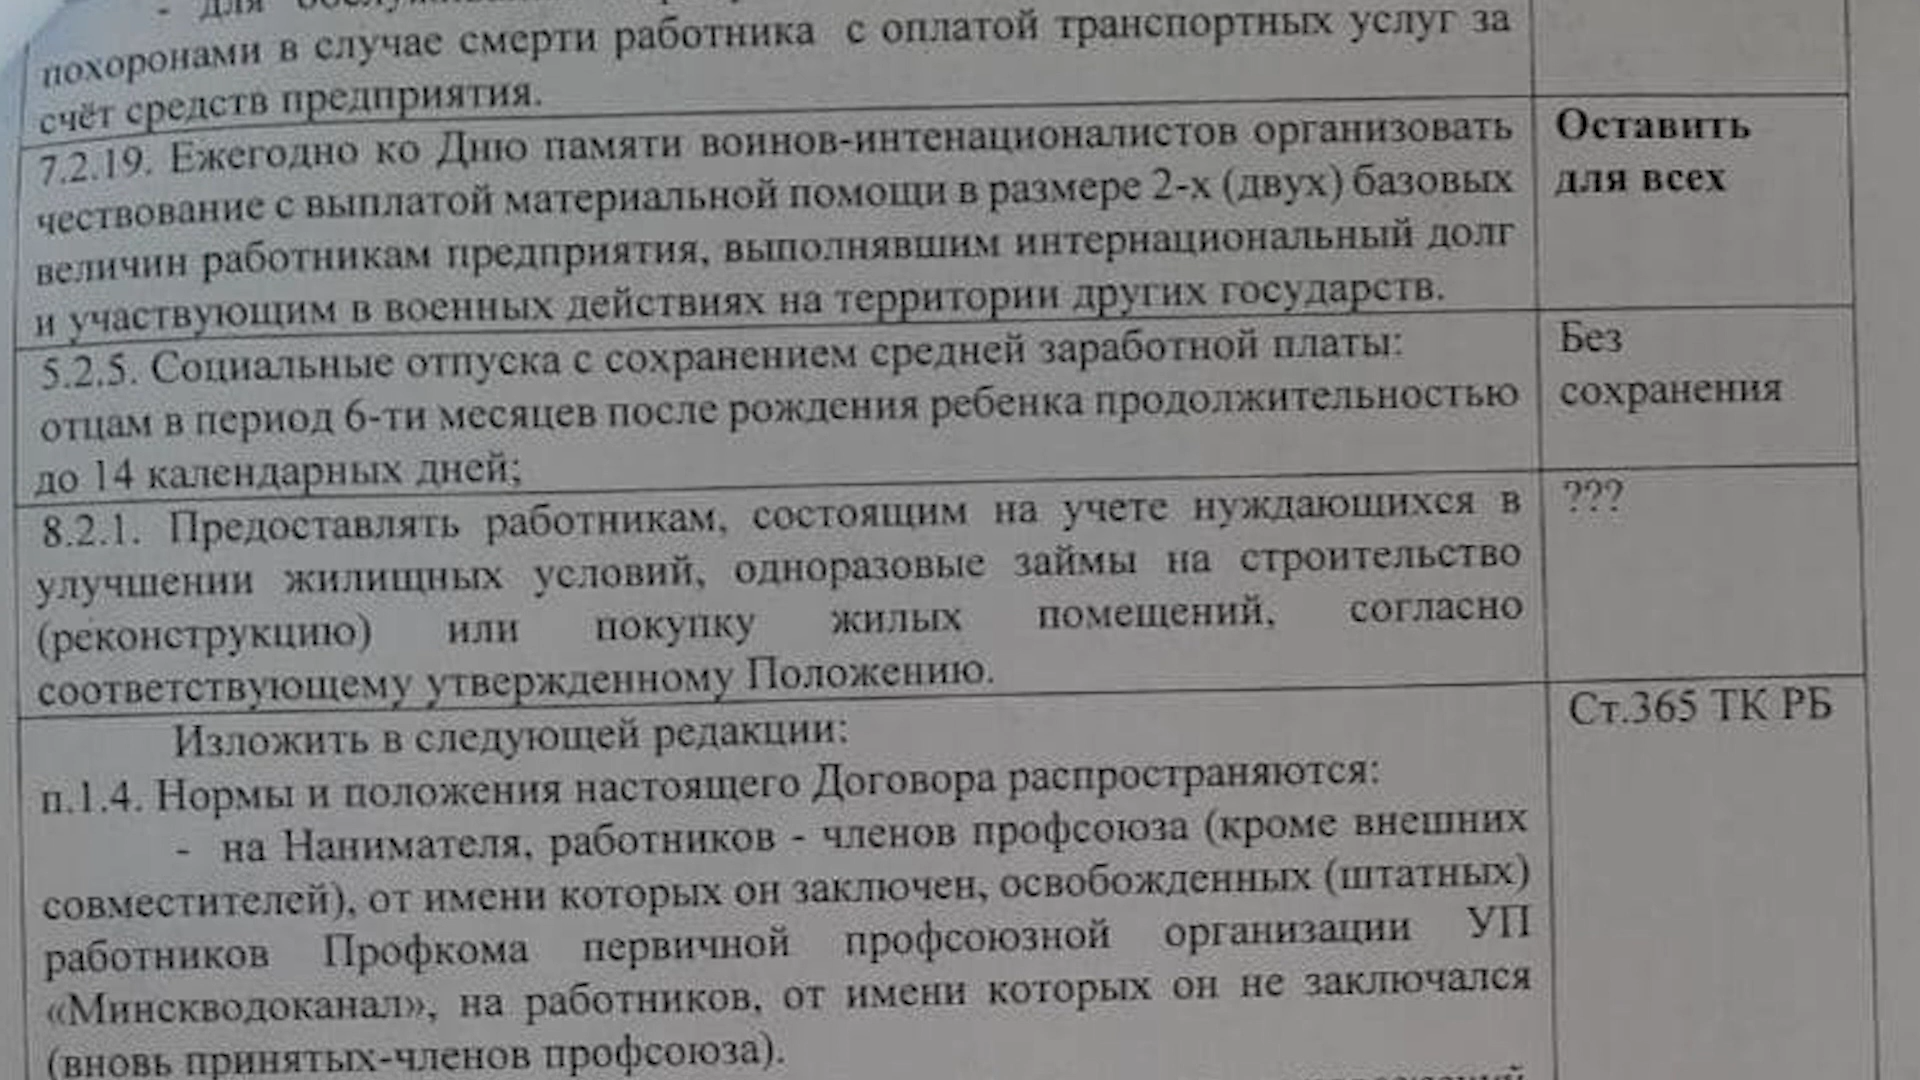 - для
похоронами в случае смерти работника с оплатой транспортных услуг за
счёт средств предприятия.
7.2.19. Ежегодно ко Дню памяти воинов-интенационалистов организовать
чествование с выплатой материальной помощи в размере 2-х (двух) базовых
величин работникам предприятия, выполнявшим интернациональный долг
и участвующим в военных действиях на территории других государств.
Оставить
для всех
5.2.5. Социальные отпуска с сохранением средней заработной платы:
отцам в период 6-ти месяцев после рождения ребенка продолжительностью
до 14 календарных дней;
Без
сохранения
8.2.1. Предоставлять работникам, состоящим на учете нуждающихся в
улучшении жилищных условий, одноразовые займы на строительство
(реконструкцию) или покупку жилых помещений, согласно
соответствующему утвержденному Положению.
???
Изложить в следующей редакции:
п.1.4. Нормы и положения настоящего Договора распространяются:
- на Нанимателя, работников - членов профсоюза (кроме внешних
совместителей), от имени которых он заключен, освобожденных (штатных)
работников Профкома первичной профсоюзной организации УП
«Минскводоканал», на работников, от имени которых он не заключался
(вновь принятых-членов профсоюза).
Ст.365 ТК РБ